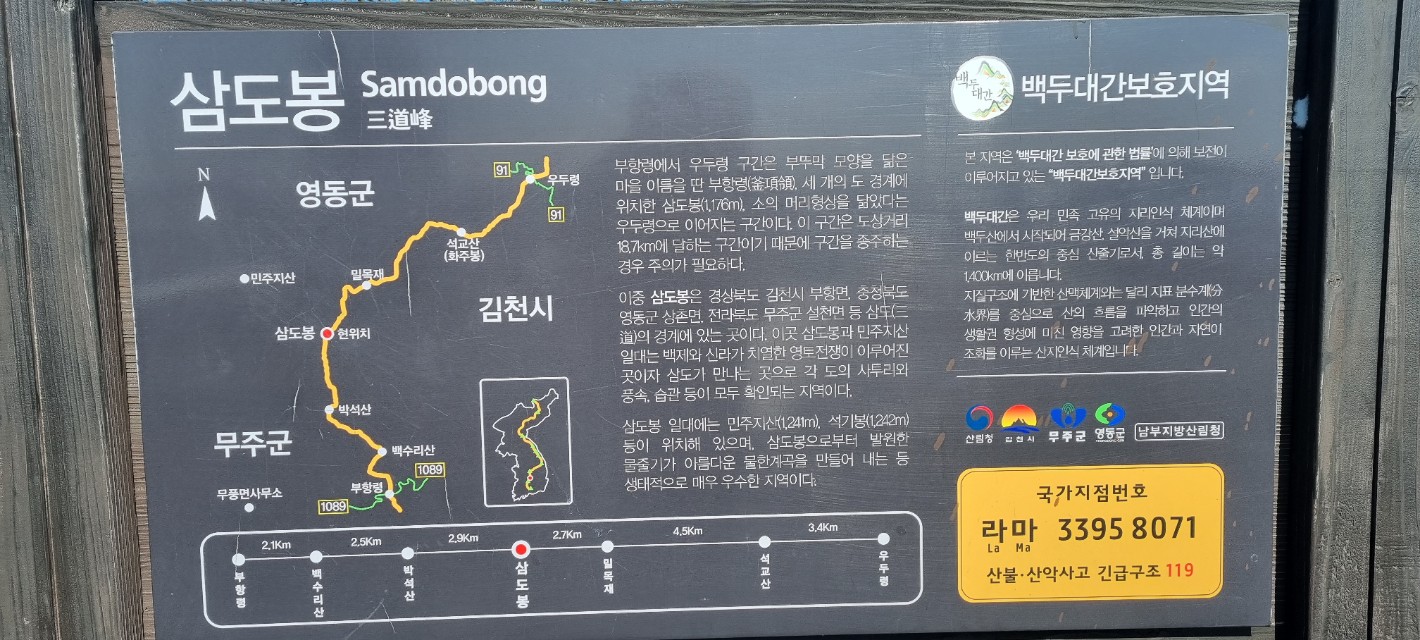 삼도봉 Samdobong
三道峰
백두
대간
백두대간보호지역
N
영동군
91
우두령
91
석교산
(화주봉)
민주지산
밀목재
김천시
삼도봉
현위치
박석산
무주군
백수리산
1089
부항령
무풍면사무소
1089
부항령에서 우두령 구간은 부뚜막 모양을 닮은
마을 이름을 딴 부항령(釜項領), 세 개의 도 경계에
위치한 삼도봉(1,176m), 소의 머리형상을 닮았다는
우두령으로 이어지는 구간이다. 이 구간은 도상거리
18.7km에 달하는 구간이기 때문에 구간을 종주하는
경우 주의가 필요하다.
이중 삼도봉은 경상북도 김천시 부항면, 충청북도
영동군 상촌면, 전라북도 무주군 설천면 등 삼도(三
道)의 경계에 있는 곳이다. 이곳 삼도봉과 민주지산
일대는 백제와 신라가 치열한 영토전쟁이 이루어진
곳이자 삼도가 만나는 곳으로 각 도의 사투리와
풍속, 습관 등이 모두 확인되는 지역이다.
삼도봉 일대에는 민주지산(1,241m), 석기봉(1,242m)
등이 위치해 있으며, 삼도봉으로부터 발원한
물줄기가 아름다운 물한계곡을 만들어 내는 등
생태적으로 매우 우수한 지역이다.
본 지역은 '백두대간 보호에 관한 법률'에 의해 보전이
이루어지고 있는 "백두대간보호지역" 입니다.
백두대간은 우리 민족 고유의 지리인식 체계이며
백두산에서 시작되어 금강산, 설악산을 거쳐 지리산에
이르는 한반도의 중심 산줄기로서, 총 길이는 약
1,400km에 이릅니다.
지질구조에 기반한 산맥체계와는 달리 지표 분수계(分
水界)를 중심으로 산의 흐름을 파악하고 인간의
생활권 형성에 미친 영향을 고려한 인간과 자연이
조화를 이루는 산지인식 체계입니다.
산림청 김천시 무주군 영동군 남부지방산림청
국가지점번호
라마 3395 8071
La Ma
산불·산악사고 긴급구조 119
2.1Km 2.5Km 2.9Km 2.7Km 4.5Km 3.4Km
부항령 백수리산 박석산 삼도봉 밀목재 석교산 우두령